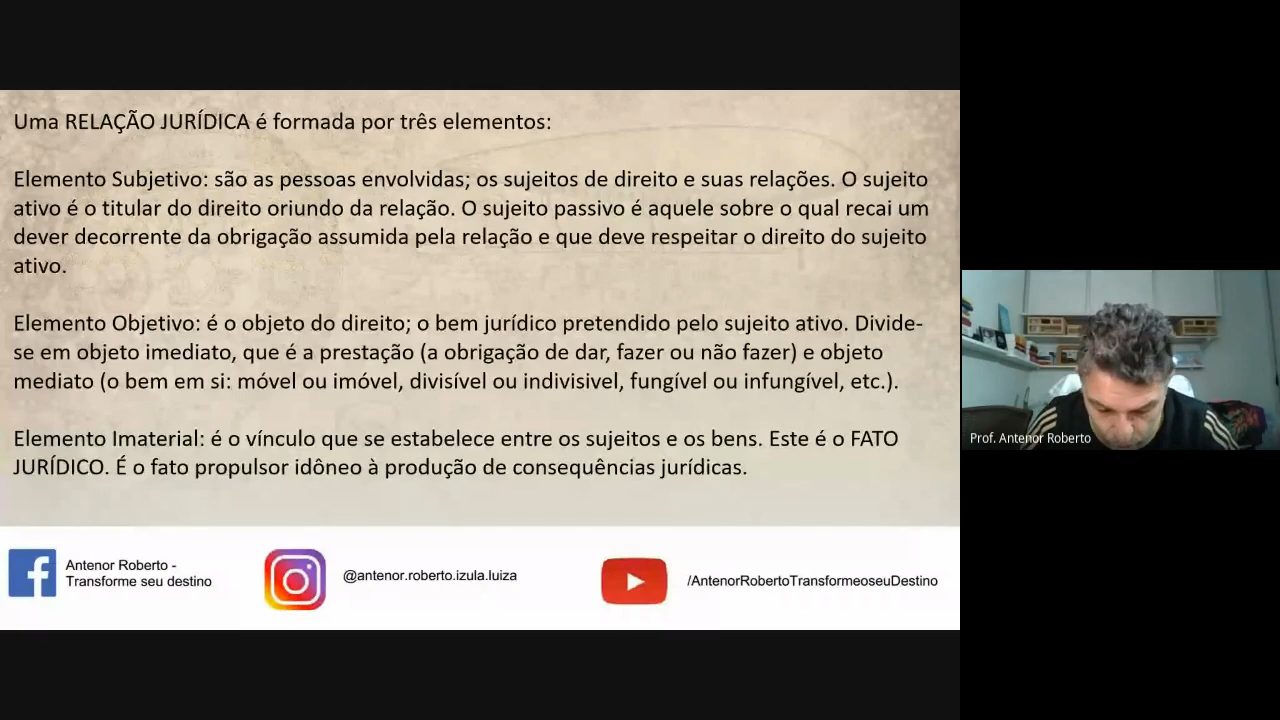 Uma RELAÇÃO JURÍDICA é formada por três elementos:
Elemento Subjetivo: são as pessoas envolvidas; os sujeitos de direito e suas relações. O sujeito
ativo é o titular do direito oriundo da relação. O sujeito passivo é aquele sobre o qual recai um
dever decorrente da obrigação assumida pela relação e que deve respeitar o direito do sujeito
ativo.
Elemento Objetivo: é o objeto do direito; o bem jurídico pretendido pelo sujeito ativo. Divide-
se em objeto imediato, que é a prestação (a obrigação de dar, fazer ou não fazer) e objeto
mediato (o bem em si: móvel ou imóvel, divisível ou indivisivel, fungível ou infungível, etc.).
Elemento Imaterial: é o vínculo que se estabelece entre os sujeitos e os bens. Este é o FATO
JURÍDICO. É o fato propulsor idôneo à produção de consequências jurídicas.
Prof. Antenor Roberto
Antenor Roberto -
Transforme seu destino
@antenor.roberto.izula.luiza
/AntenorRobertoTransformeoseuDestino